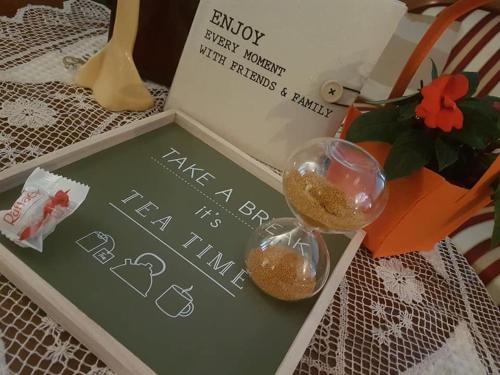 ENJOY
EVERY MOMENT
WITH FRIENDS & FAMILY
TAKE A BREAK
it's
TEA TIME
Raffaello